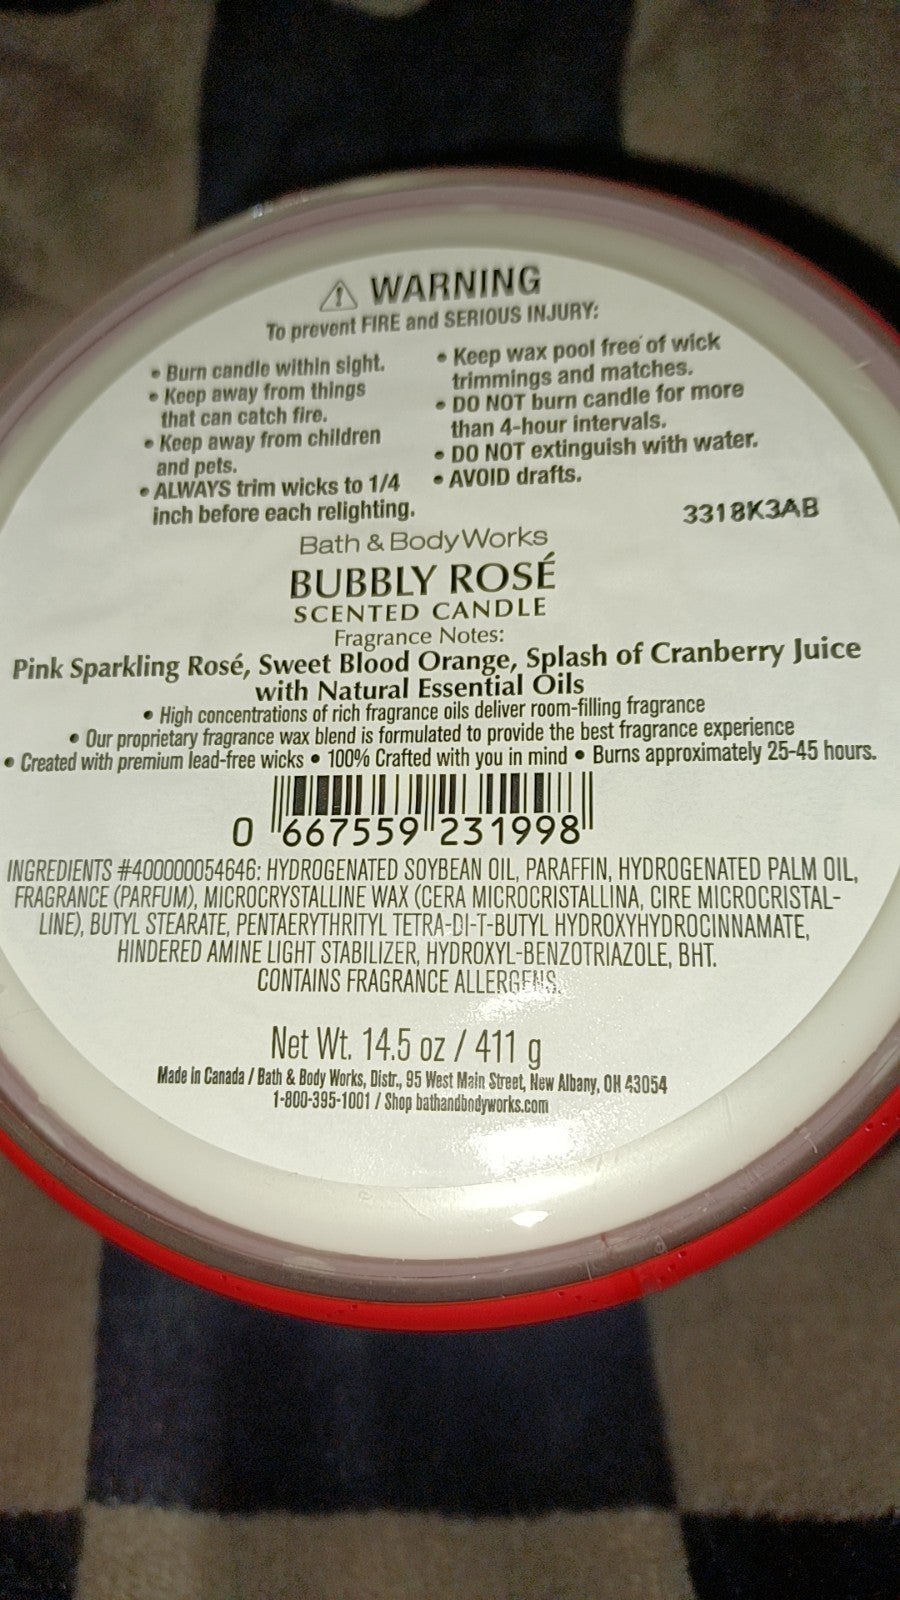 ⚠ WARNING
To prevent FIRE and SERIOUS INJURY:
• Burn candle within sight.
• Keep away from things
that can catch fire.
• Keep away from children
and pets.
• ALWAYS trim wicks to 1/4
inch before each relighting.
• Keep wax pool free of wick
trimmings and matches.
• DO NOT burn candle for more
than 4-hour intervals.
• DO NOT extinguish with water.
• AVOID drafts.
3318K3AB
Bath & Body Works
BUBBLY ROSÉ
SCENTED CANDLE
Fragrance Notes:
Pink Sparkling Rosé, Sweet Blood Orange, Splash of Cranberry Juice
with Natural Essential Oils
• High concentrations of rich fragrance oils deliver room-filling fragrance
• Our proprietary fragrance wax blend is formulated to provide the best fragrance experience
• Created with premium lead-free wicks • 100% Crafted with you in mind • Burns approximately 25-45 hours.
0 667559 231998
INGREDIENTS #400000054646: HYDROGENATED SOYBEAN OIL, PARAFFIN, HYDROGENATED PALM OIL,
FRAGRANCE (PARFUM), MICROCRYSTALLINE WAX (CERA MICROCRISTALLINA, CIRE MICROCRISTAL-
LINE), BUTYL STEARATE, PENTAERYTHRITYL TETRA-DI-T-BUTYL HYDROXYHYDROCINNAMATE,
HINDERED AMINE LIGHT STABILIZER, HYDROXYL-BENZOTRIAZOLE, BHT.
CONTAINS FRAGRANCE ALLERGENS.
Net Wt. 14.5 oz / 411 g
Made in Canada / Bath & Body Works, Distr., 95 West Main Street, New Albany, OH 43054
1-800-395-1001 / Shop bathandbodyworks.com